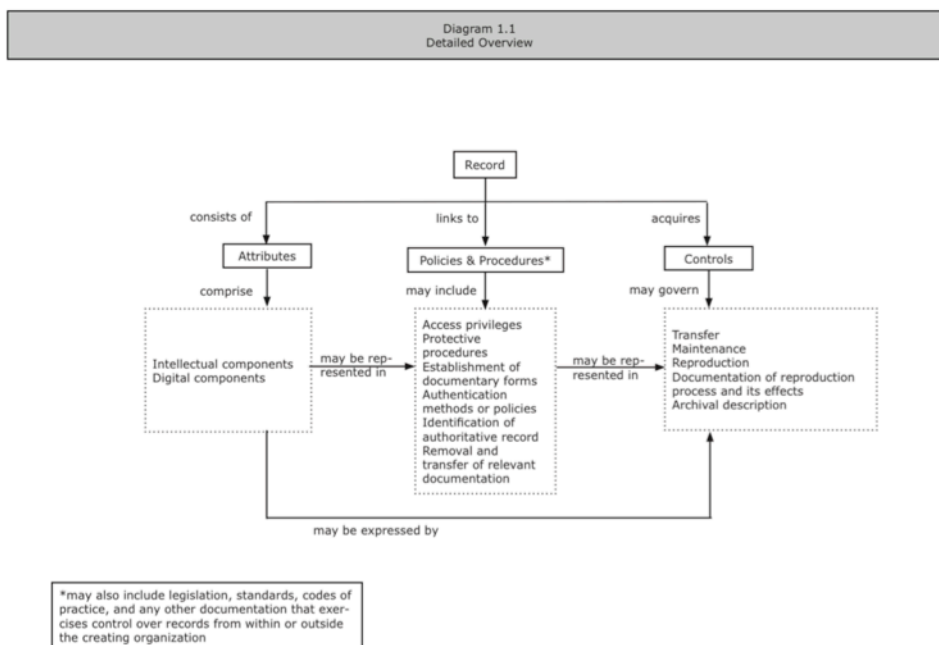 Diagram 1.1
Detailed Overview
Record
consists of
links to
acquires
Attributes
Policies & Procedures*
Controls
comprise
may include
may govern
Intellectual components
Digital components
may be rep-
resented in
Access privileges
Protective
procedures
Establishment of
documentary forms
Authentication
methods or policies
Identification of
authoritative record
Removal and
transfer of relevant
documentation
may be rep-
resented in
Transfer
Maintenance
Reproduction
Documentation of reproduction
process and its effects
Archival description
may be expressed by
*may also include legislation, standards, codes of
practice, and any other documentation that exer-
cises control over records from within or outside
the creating organization